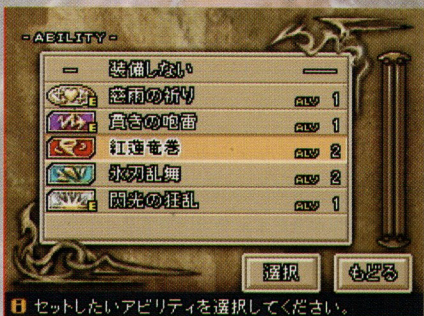 - ABILITY -
— 装備しない ——
慈雨の祈り ALV 1
貫きの咆雷 ALV 1
紅蓮竜巻 ALV 2
氷刃乱舞 ALV 2
閃光の狂乱 ALV 1
選択 もどる
セットしたいアビリティを選択してください。